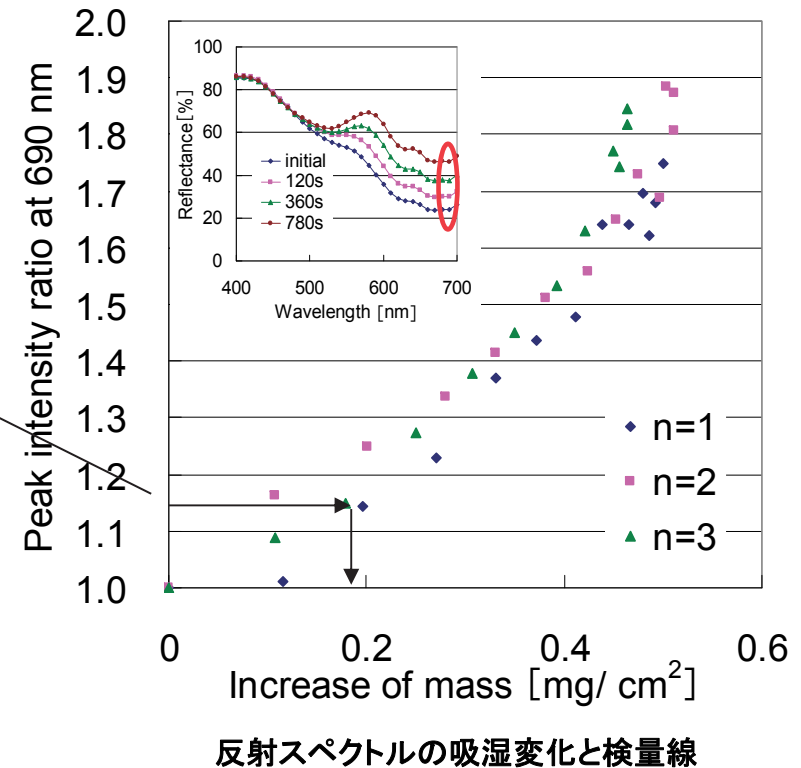 2.0
1.9
1.8
1.7
1.6
1.5
1.4
1.3
1.2
1.1
1.0
Peak intensity ratio at 690 nm
100
80
60
40
20
0
Reflectance[%]
initial
120s
360s
780s
400 500 600 700
Wavelength [nm]
n=1
n=2
n=3
0 0.2 0.4 0.6
Increase of mass [mg/ cm²]
反射スペクトルの吸湿変化と検量線